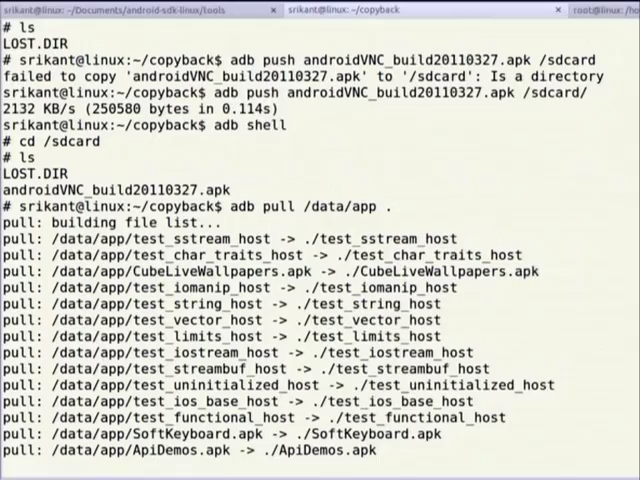 srikant@linux: ~/Documents/android-sdk-linux/tools × srikant@linux: ~/copyback × root@linux: /ho
# ls
LOST.DIR
# srikant@linux:~/copyback$ adb push androidVNC_build20110327.apk /sdcard
failed to copy 'androidVNC_build20110327.apk' to '/sdcard': Is a directory
srikant@linux:~/copyback$ adb push androidVNC_build20110327.apk /sdcard/
2132 KB/s (250580 bytes in 0.114s)
srikant@linux:~/copyback$ adb shell
# cd /sdcard
# ls
LOST.DIR
androidVNC_build20110327.apk
# srikant@linux:~/copyback$ adb pull /data/app .
pull: building file list...
pull: /data/app/test_sstream_host -> ./test_sstream_host
pull: /data/app/test_char_traits_host -> ./test_char_traits_host
pull: /data/app/CubeLiveWallpapers.apk -> ./CubeLiveWallpapers.apk
pull: /data/app/test_iomanip_host -> ./test_iomanip_host
pull: /data/app/test_string_host -> ./test_string_host
pull: /data/app/test_vector_host -> ./test_vector_host
pull: /data/app/test_limits_host -> ./test_limits_host
pull: /data/app/test_iostream_host -> ./test_iostream_host
pull: /data/app/test_streambuf_host -> ./test_streambuf_host
pull: /data/app/test_uninitialized_host -> ./test_uninitialized_host
pull: /data/app/test_ios_base_host -> ./test_ios_base_host
pull: /data/app/test_functional_host -> ./test_functional_host
pull: /data/app/SoftKeyboard.apk -> ./SoftKeyboard.apk
pull: /data/app/ApiDemos.apk -> ./ApiDemos.apk